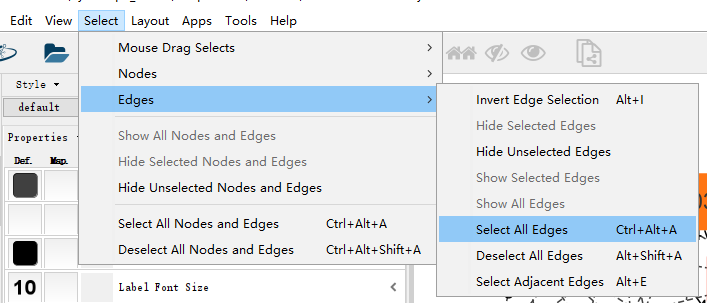 Edit View Select Layout Apps Tools Help
Mouse Drag Selects
Nodes
Edges
Show All Nodes and Edges
Hide Selected Nodes and Edges
Hide Unselected Nodes and Edges
Select All Nodes and Edges Ctrl+Alt+A
Deselect All Nodes and Edges Ctrl+Alt+Shift+A
Invert Edge Selection Alt+I
Hide Selected Edges
Hide Unselected Edges
Show Selected Edges
Show All Edges
Select All Edges Ctrl+Alt+A
Deselect All Edges Alt+Shift+A
Select Adjacent Edges Alt+E
Style
default
Properties
Def. Map.
10 Label Font Size